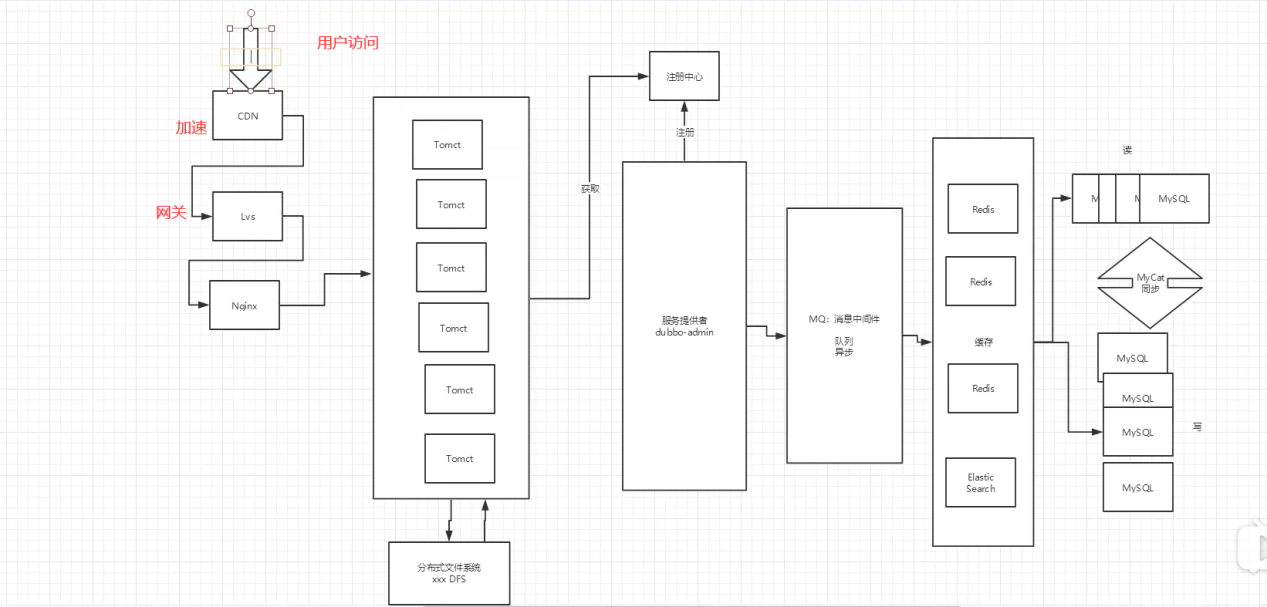 用户访问
CDN
加速
Lvs
网关
Nginx
Tomct
Tomct
Tomct
Tomct
Tomct
Tomct
分布式文件系统
xxx DFS
获取
注册中心
注册
服务提供者
dubbo-admin
MQ：消息中间件
队列
异步
Redis
Redis
缓存
Redis
Elastic
Search
读
M
M
MySQL
MyCat
同步
MySQL
MySQL
MySQL
写
MySQL